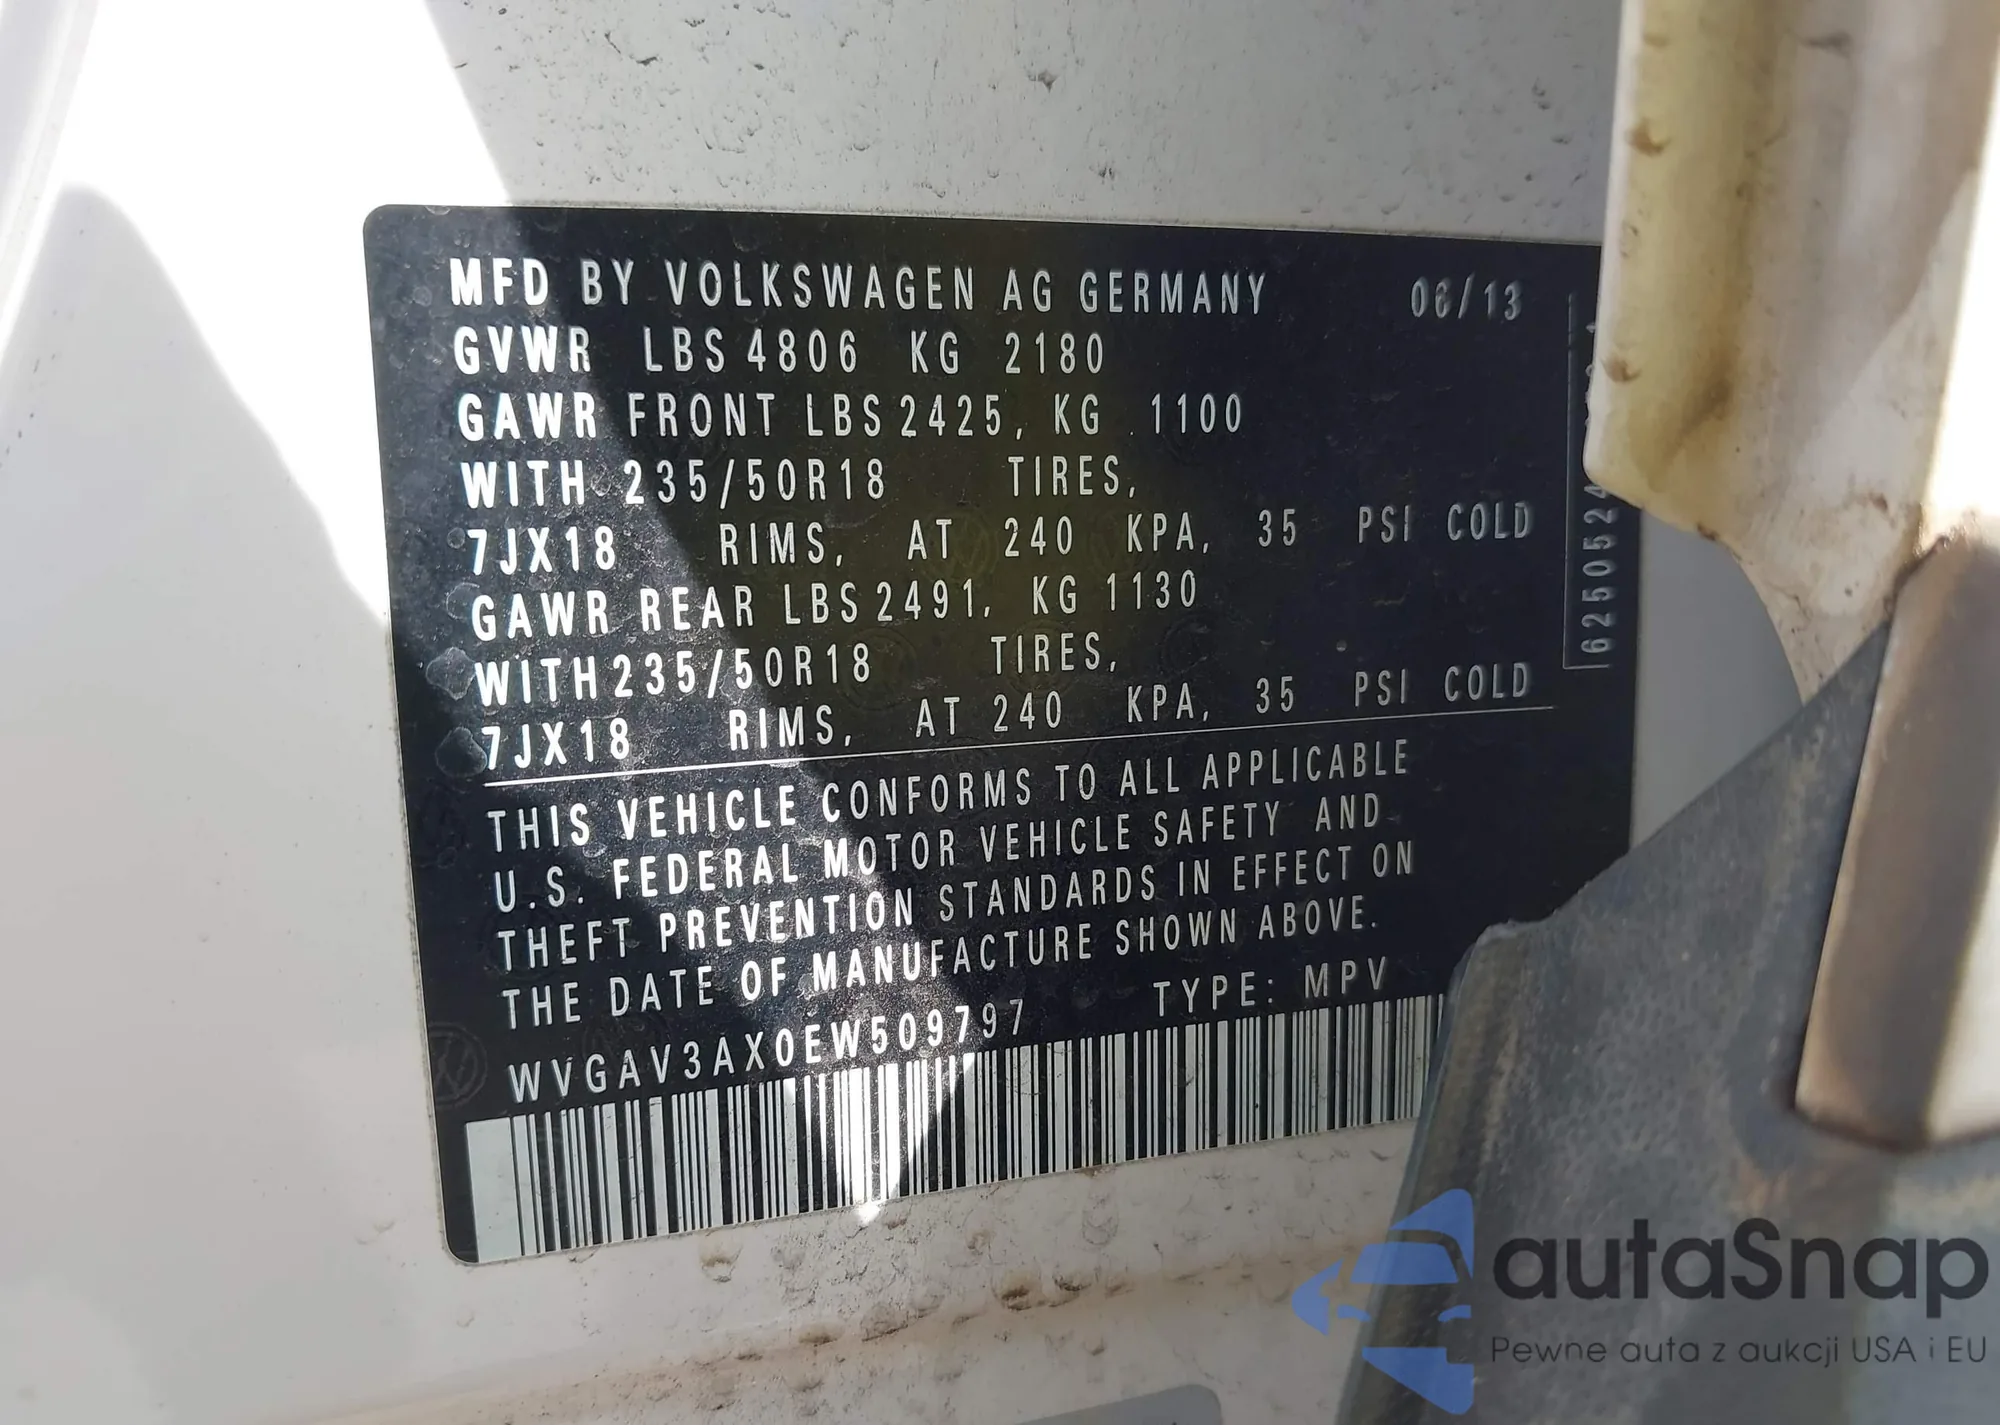 MFD BY VOLKSWAGEN AG GERMANY 06/13
GVWR LBS 4806 KG 2180
GAWR FRONT LBS 2425, KG 1100
WITH 235/50R18 TIRES,
7JX18 RIMS, AT 240 KPA, 35 PSI COLD
GAWR REAR LBS 2491, KG 1130
WITH 235/50R18 TIRES,
7JX18 RIMS, AT 240 KPA, 35 PSI COLD
THIS VEHICLE CONFORMS TO ALL APPLICABLE
U.S. FEDERAL MOTOR VEHICLE SAFETY AND
THEFT PREVENTION STANDARDS IN EFFECT ON
THE DATE OF MANUFACTURE SHOWN ABOVE.
WVGAV3AX0EW509797 TYPE: MPV
autaSnap
Pewne auta z aukcji USA i EU